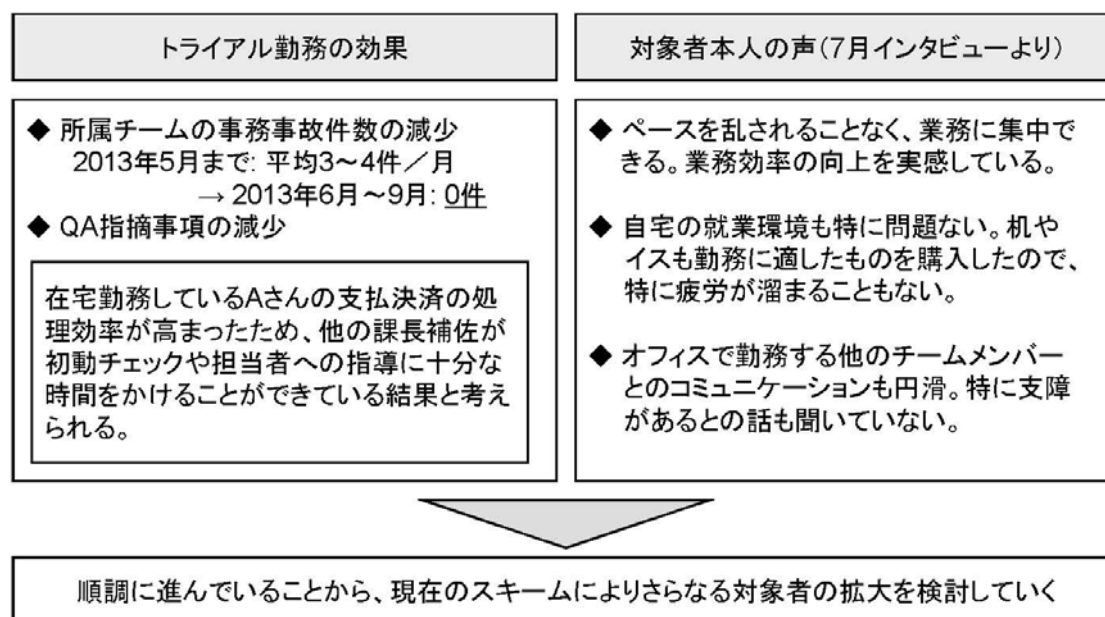 トライアル勤務の効果
◆ 所属チームの事務事故件数の減少
2013年5月まで: 平均3～4件／月
→ 2013年6月～9月: 0件
◆ QA指摘事項の減少
在宅勤務しているAさんの支払決済の処
理効率が高まったため、他の課長補佐が
初動チェックや担当者への指導に十分な
時間をかけることができている結果と考え
られる。
対象者本人の声(7月インタビューより)
◆ ペースを乱されることなく、業務に集中で
きる。業務効率の向上を実感している。
◆ 自宅の就業環境も特に問題ない。机や
イスも勤務に適したものを購入したので、
特に疲労が溜まることもない。
◆ オフィスで勤務する他のチームメンバー
とのコミュニケーションも円滑。特に支障
があるとの話も聞いていない。
順調に進んでいることから、現在のスキームによりさらなる対象者の拡大を検討していく